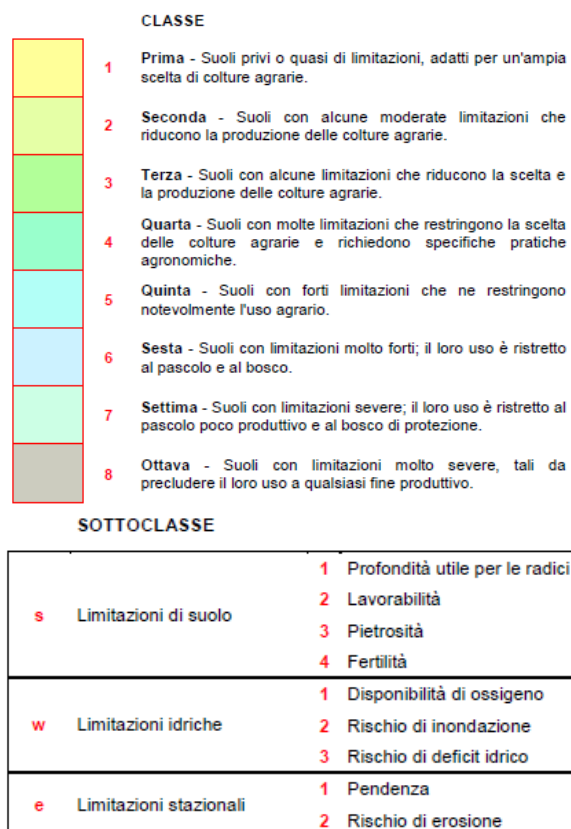 CLASSE
1 Prima - Suoli privi o quasi di limitazioni, adatti per un'ampia
scelta di colture agrarie.
2 Seconda - Suoli con alcune moderate limitazioni che
riducono la produzione delle colture agrarie.
3 Terza - Suoli con alcune limitazioni che riducono la scelta e
la produzione delle colture agrarie.
Quarta - Suoli con molte limitazioni che restringono la scelta
4 delle colture agrarie e richiedono specifiche pratiche
agronomiche.
5 Quinta - Suoli con forti limitazioni che ne restringono
notevolmente l'uso agrario.
6 Sesta - Suoli con limitazioni molto forti; il loro uso è ristretto
al pascolo e al bosco.
7 Settima - Suoli con limitazioni severe; il loro uso è ristretto al
pascolo poco produttivo e al bosco di protezione.
8 Ottava - Suoli con limitazioni molto severe, tali da
precludere il loro uso a qualsiasi fine produttivo.
SOTTOCLASSE
s Limitazioni di suolo
1 Profondità utile per le radici
2 Lavorabilità
3 Pietrosità
4 Fertilità
w Limitazioni idriche
1 Disponibilità di ossigeno
2 Rischio di inondazione
3 Rischio di deficit idrico
e Limitazioni stazionali
1 Pendenza
2 Rischio di erosione